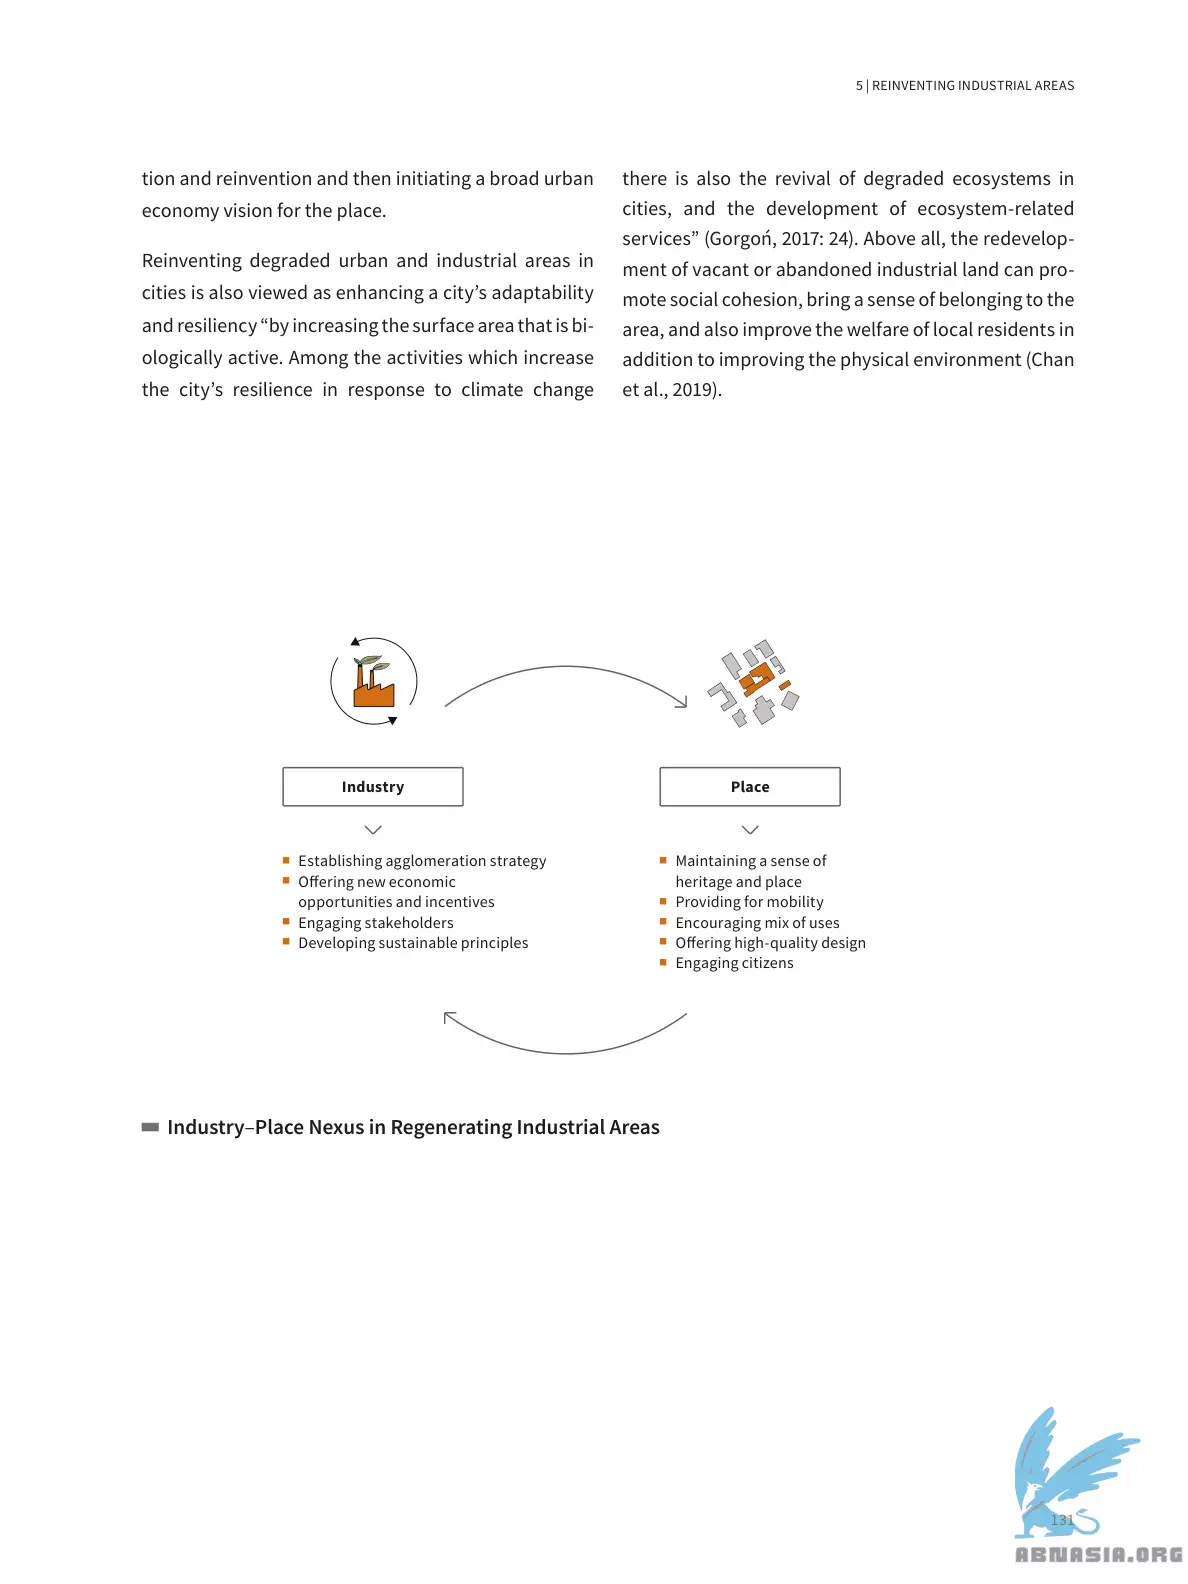 5 | REINVENTING INDUSTRIAL AREAS
tion and reinvention and then initiating a broad urban
economy vision for the place.
Reinventing degraded urban and industrial areas in
cities is also viewed as enhancing a city’s adaptability
and resiliency “by increasing the surface area that is bi-
ologically active. Among the activities which increase
the city’s resilience in response to climate change
there is also the revival of degraded ecosystems in
cities, and the development of ecosystem-related
services” (Gorgoń, 2017: 24). Above all, the redevelop-
ment of vacant or abandoned industrial land can pro-
mote social cohesion, bring a sense of belonging to the
area, and also improve the welfare of local residents in
addition to improving the physical environment (Chan
et al., 2019).
Industry
Establishing agglomeration strategy
Offering new economic
opportunities and incentives
Engaging stakeholders
Developing sustainable principles
Place
Maintaining a sense of
heritage and place
Providing for mobility
Encouraging mix of uses
Offering high-quality design
Engaging citizens
Industry–Place Nexus in Regenerating Industrial Areas
131
ABNASIA.ORG